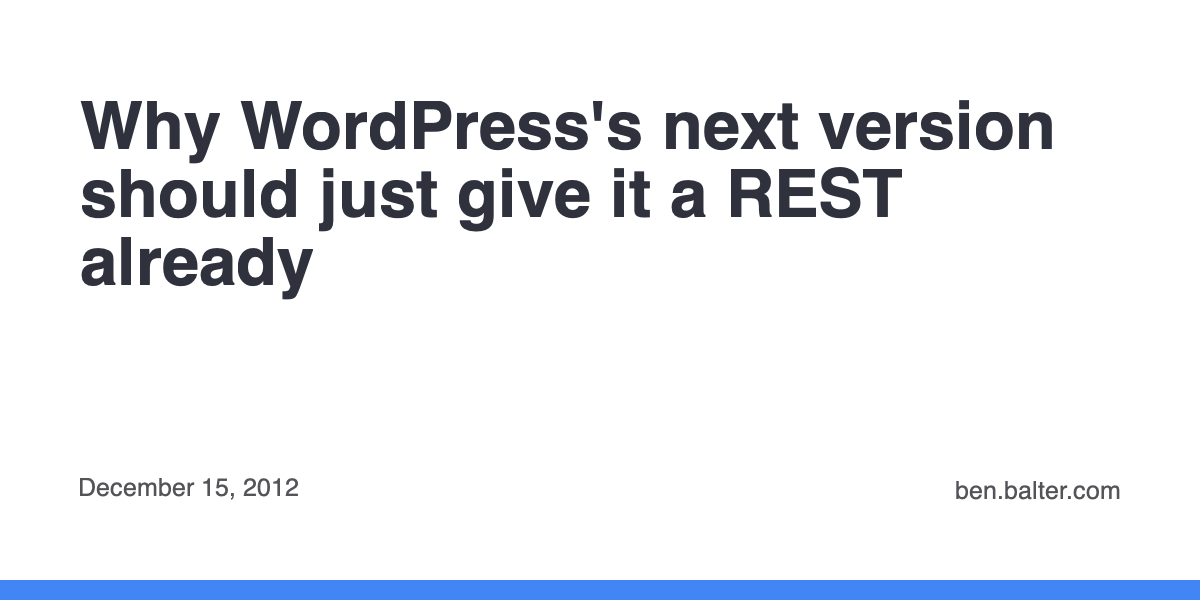 Why WordPress's next version
should just give it a REST
already
December 15, 2012
ben.balter.com